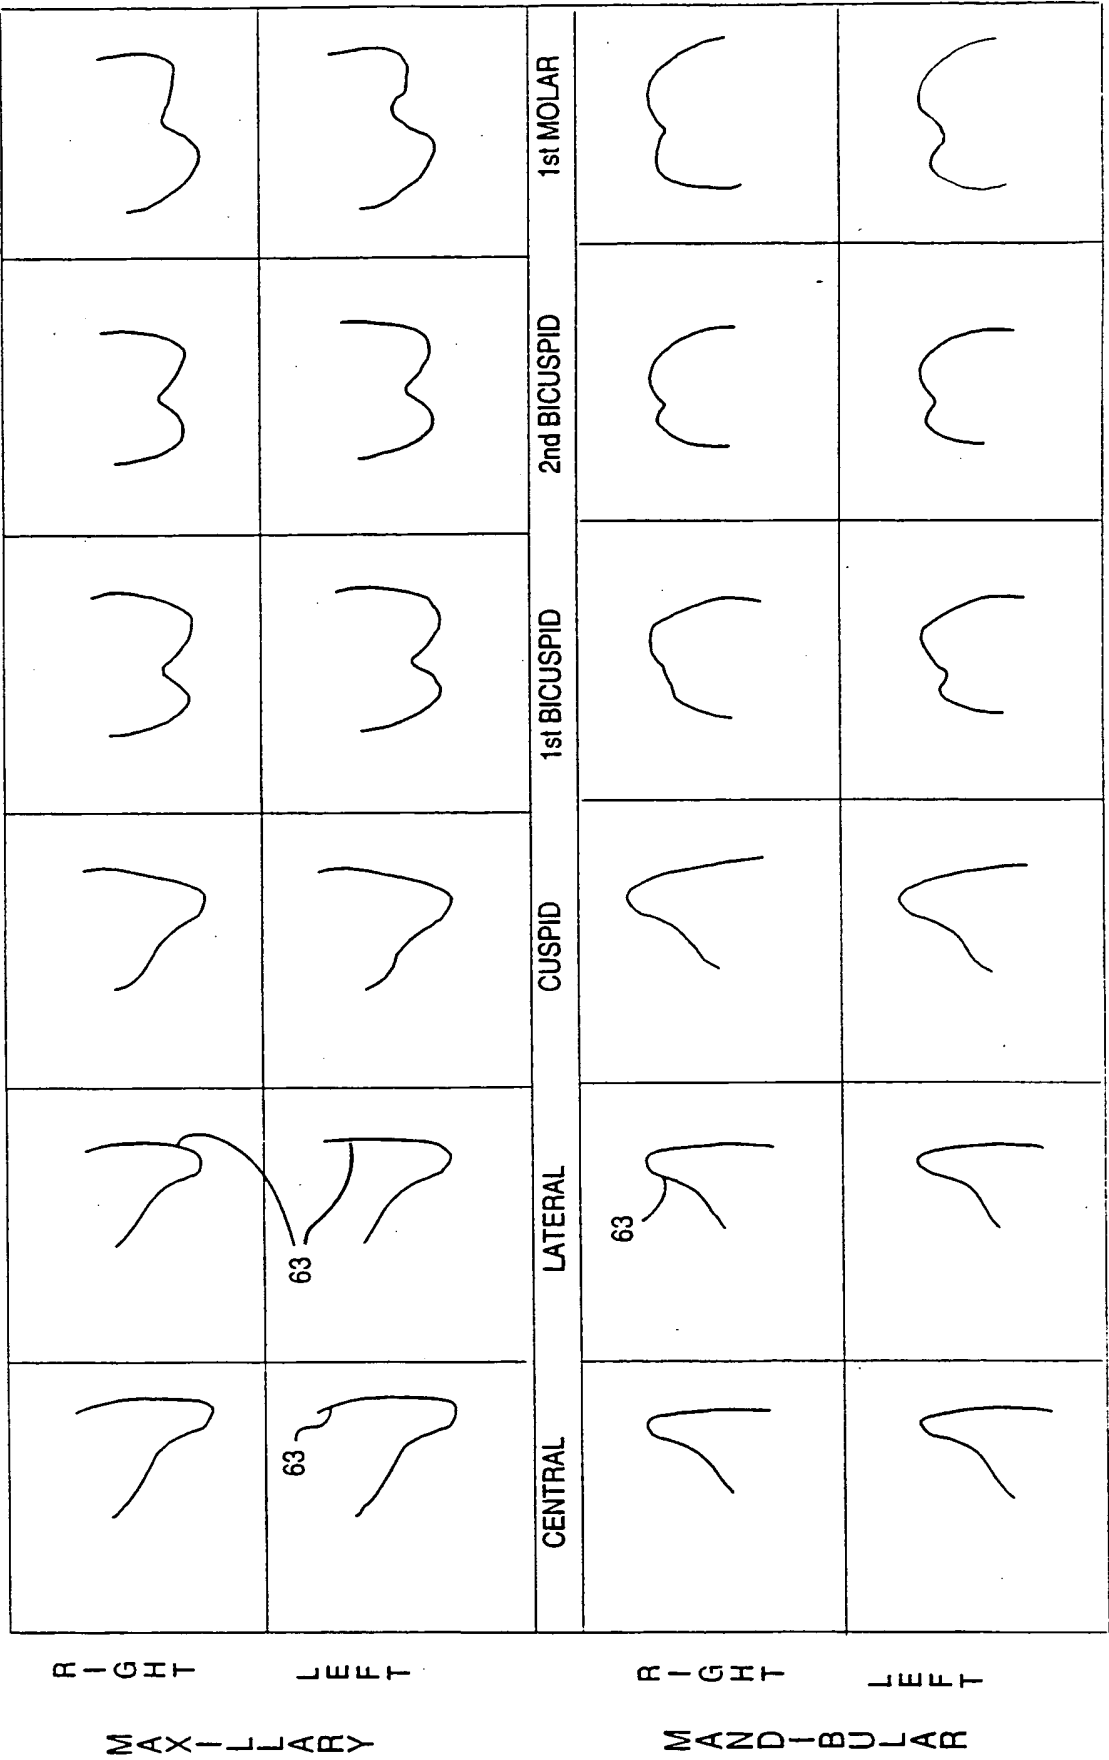 MAXILLARY
RIGHT
63
LEFT
63
CENTRAL LATERAL CUSPID 1st BICUSPID 2nd BICUSPID 1st MOLAR
MANDIBULAR
RIGHT
63
LEFT